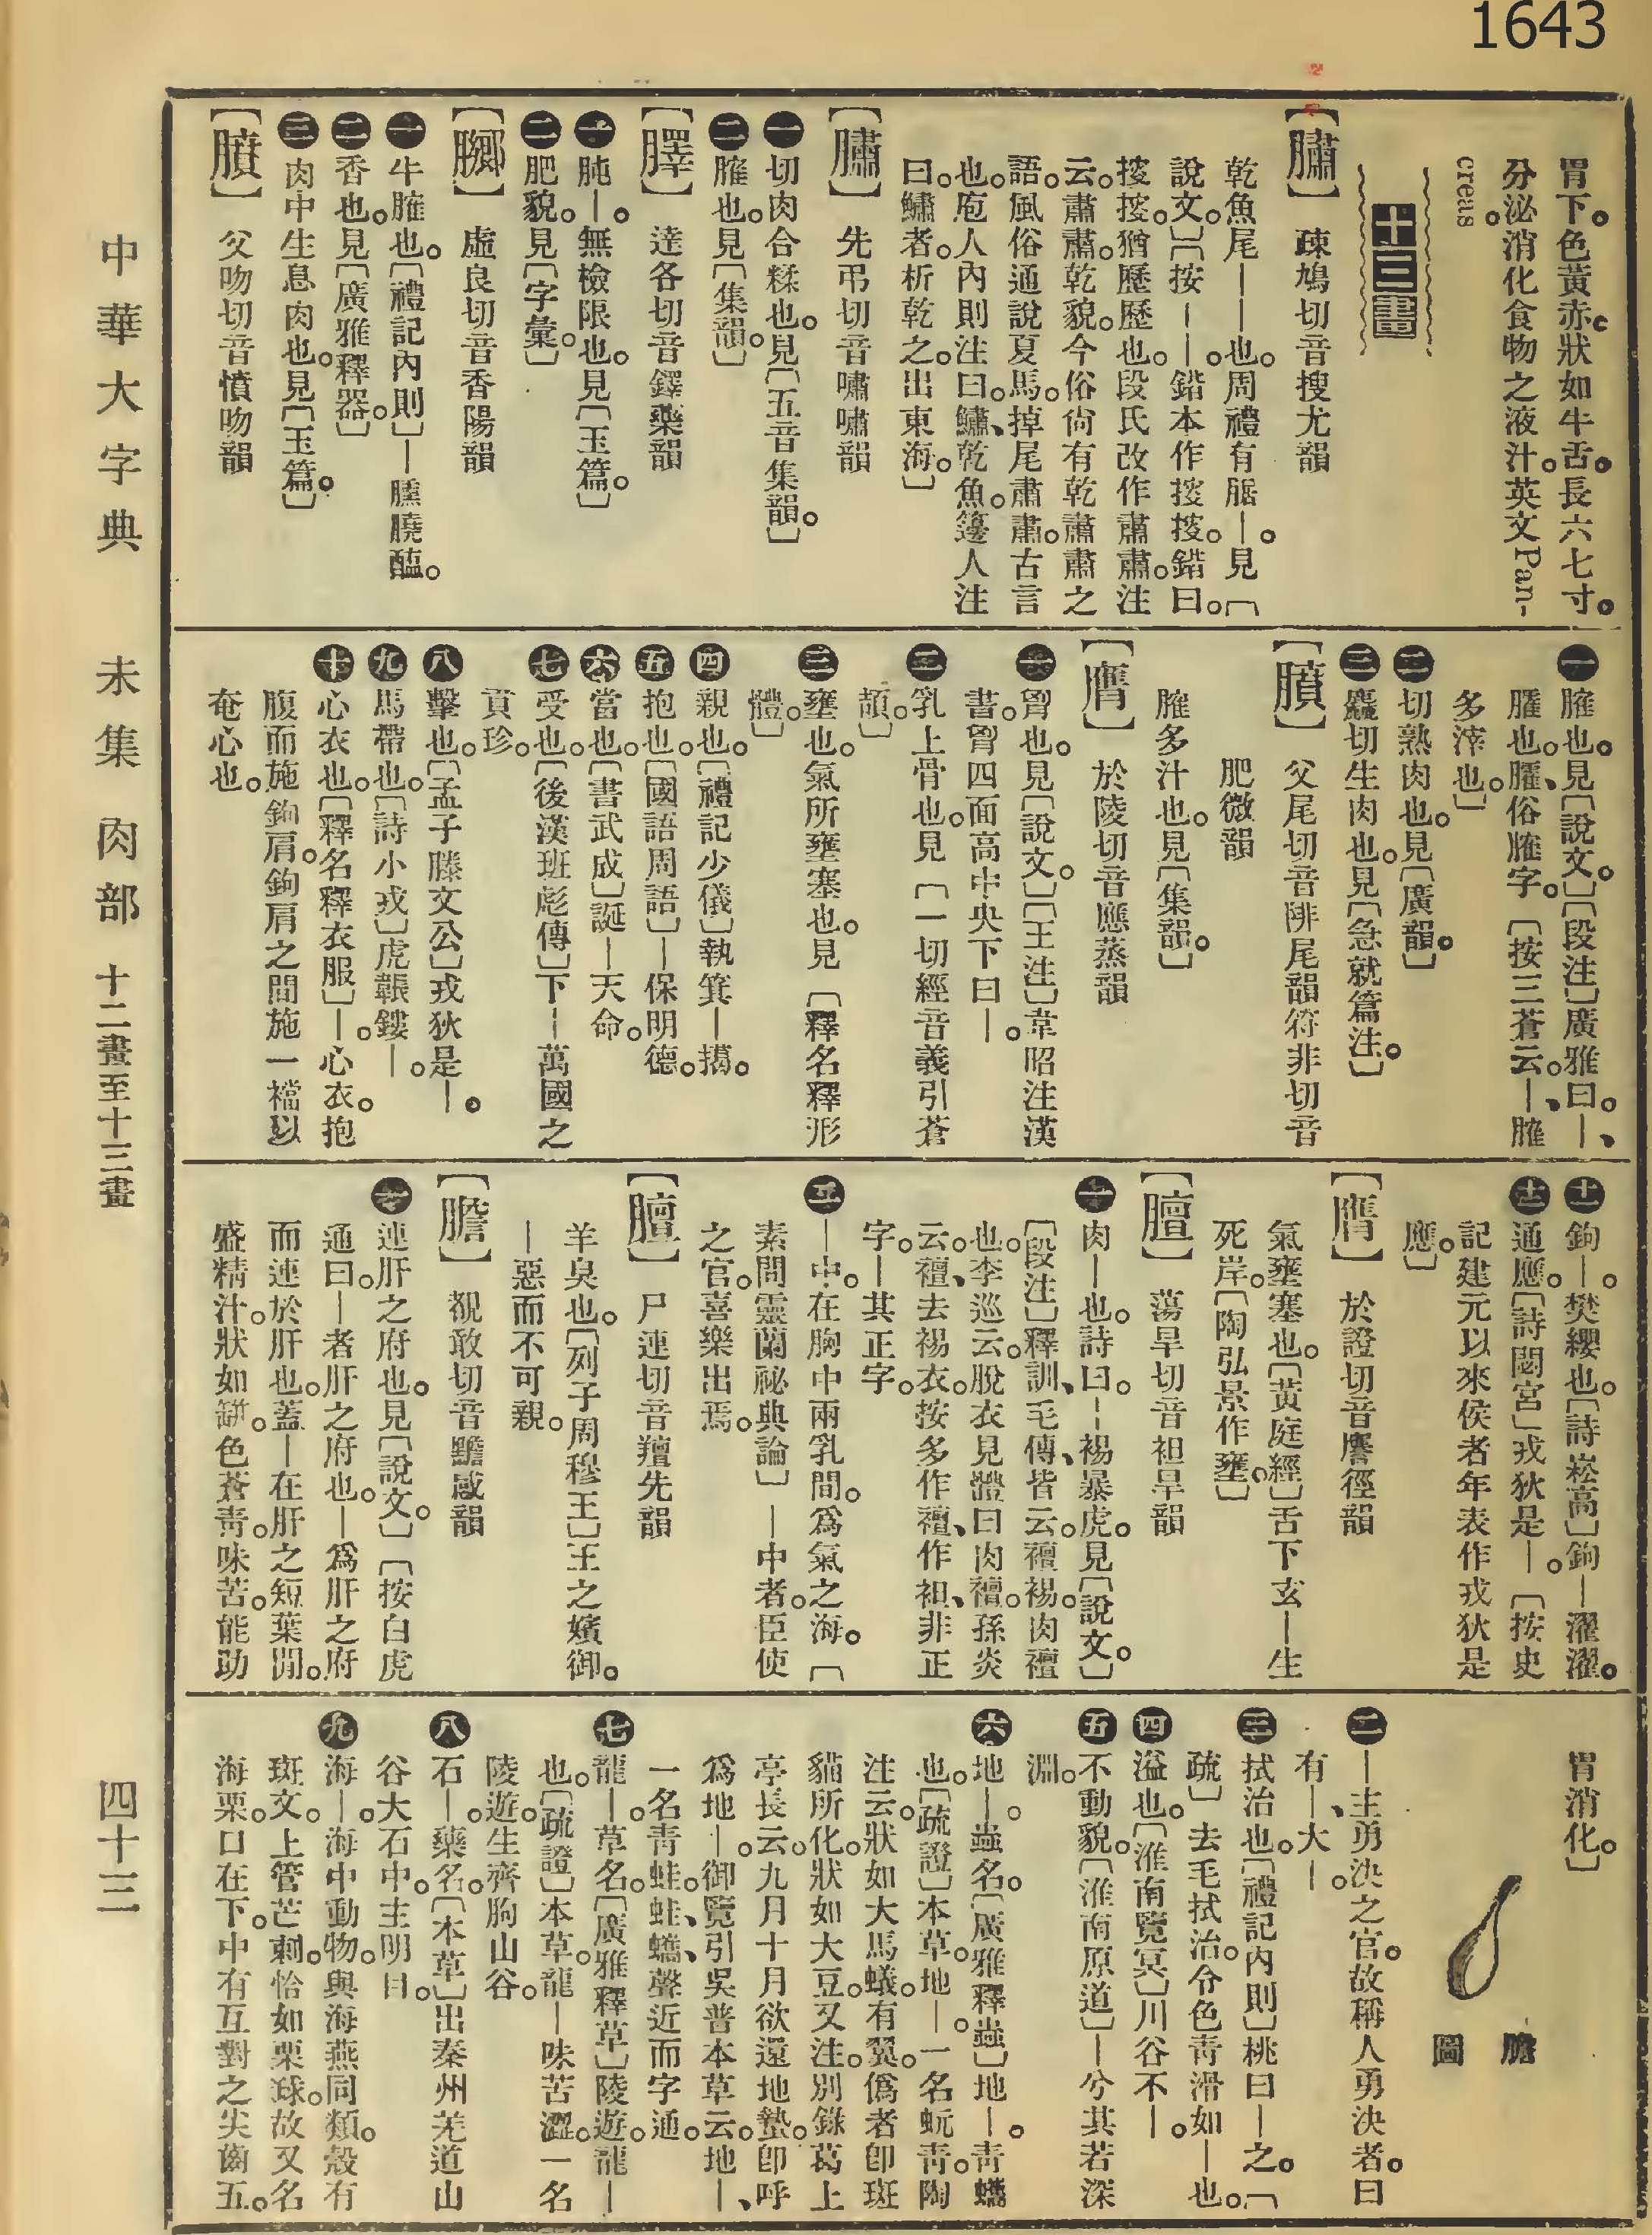 1643
胃下。色黃赤。狀如牛舌。長六七寸。
分泌消化食物之液汁。英文Pan-
creas。
十三畫
【膴】
疎鳩切音搜尤韻
乾魚尾——也。周禮有腒—。見〔
說文。〕〔按——。鍇本作㛮㛮。鍇曰。
㛮㛮猶歷歷也。段氏改作肅肅。注
云。肅肅乾貌。今俗尙有乾肅肅之
語。風俗通說夏馬。掉尾肅肅。古言
也。庖人內則注曰。鱐、乾魚。籩人注
曰。鱐者。析乾之。出東海。〕
【膴】
先弔切音嘯嘯韻
一切肉合糅也。見〔五音集韻。〕
二臛也。見〔集韻。〕
【㬪】
達各切音鐸藥韻
一肫—。無檢限也。見〔玉篇。〕
二肥貌。見〔字彙。〕
【膷】
虛良切音香陽韻
一牛臛也。〔禮記內則〕—臐膮醢。
二香也。見〔廣雅釋器。〕
三肉中生息肉也。見〔玉篇。〕
【膹】
父吻切音憤吻韻
一臛也。見〔說文。〕〔段注〕廣雅曰。—、
臛也。臛、俗臛字。〔按三蒼云。—、臛
多滓也。〕
二切熟肉也。見〔廣韻。〕
三麤切生肉也。見〔急就篇注。〕
【膹】
父尾切音陫尾韻符非切音
肥微韻
臛多汁也。見〔集韻。〕
【膺】
於陵切音應蒸韻
一胷也。見〔說文。〕〔王注〕韋昭注漢
書。胷四面高中央下曰—。
二乳上骨也。見〔一切經音義引蒼
頡。〕
三壅也。氣所壅塞也。見〔釋名釋形
體。〕
四親也。〔禮記少儀〕執箕—擖。
五抱也。〔國語周語〕—保明德。
六當也。〔書武成〕誕—天命。
七受也。〔後漢班彪傳〕下—萬國之
貢珍。
八擊也。〔孟子滕文公〕戎狄是—。
九馬帶也。〔詩小戎〕虎韔鏤—。
十心衣也。〔釋名釋衣服〕—。心衣。抱
腹而施鉤肩。鉤肩之間施一襠以
奄心也。
十一鉤—。樊纓也。〔詩崧高〕鉤—濯濯。
十二通應。〔詩閟宮〕戎狄是—。〔按史
記建元以來侯者年表作戎狄是
應。〕
【膺】
於證切音譍徑韻
氣壅塞也。〔黃庭經〕舌下玄—生
死岸。〔陶弘景作壅。〕
【膻】
蕩旱切音袒旱韻
一肉—也。詩曰。—裼暴虎。見〔說文。〕
〔段注〕釋訓、毛傳、皆云。襢裼。肉襢
也。李巡云。脫衣見體曰肉襢。孫炎
云。襢、去裼衣。按多作襢、作袒、非正
字。—其正字。
二—中。在胸中兩乳間。爲氣之海。〔
素問靈蘭祕典論〕—中者。臣使
之官。喜樂出焉。
【膻】
尸連切音羶先韻
羊臭也。〔列子周穆王〕王之嬪御。
—惡而不可親。
【膽】
覩敢切音黵感韻
一連肝之府也。見〔說文。〕〔按白虎
通曰。—者肝之府也。—爲肝之府
而連於肝也。蓋—在肝之短葉間。
盛精汁。狀如缾。色蒼靑。味苦。能助
胃消化。〕
膽圖
二—主勇決之官。故稱人勇決者。曰
有—、大—。
三拭治也。〔禮記內則〕桃曰—之。〔
疏〕去毛拭治。令色靑滑如—也。
四溢也。〔淮南覽冥〕川谷不—。
五不動貌。〔淮南原道〕—兮其若深
淵。
六地—。蟲名。〔廣雅釋蟲〕地—。靑蠵
也。〔疏證〕本草。地—。一名蚖靑。陶
注云。狀如大馬蟻。有翼。僞者卽斑
貓所化。狀如大豆。又注。別錄葛上
亭長云。九月十月欲還地蟄。卽呼
爲地—。御覽引吳普本草云。地—、
一名靑蛙。蛙、蠵、聲近而字通。
七龍—。草名。〔廣雅釋草〕陵遊。龍—
也。〔疏證〕本草。龍—味苦澀。一名
陵遊。生齊朐山谷。
八石—。藥名。〔本草〕出秦州羌道山
谷大石中。主明目。
九海—。海中動物。與海燕同類。殼有
斑文。上管芒刺。恰如栗毬。故又名
海栗。口在下。中有互對之尖齒五。
中華大字典 未集 肉部 十二畫至十三畫 四十三